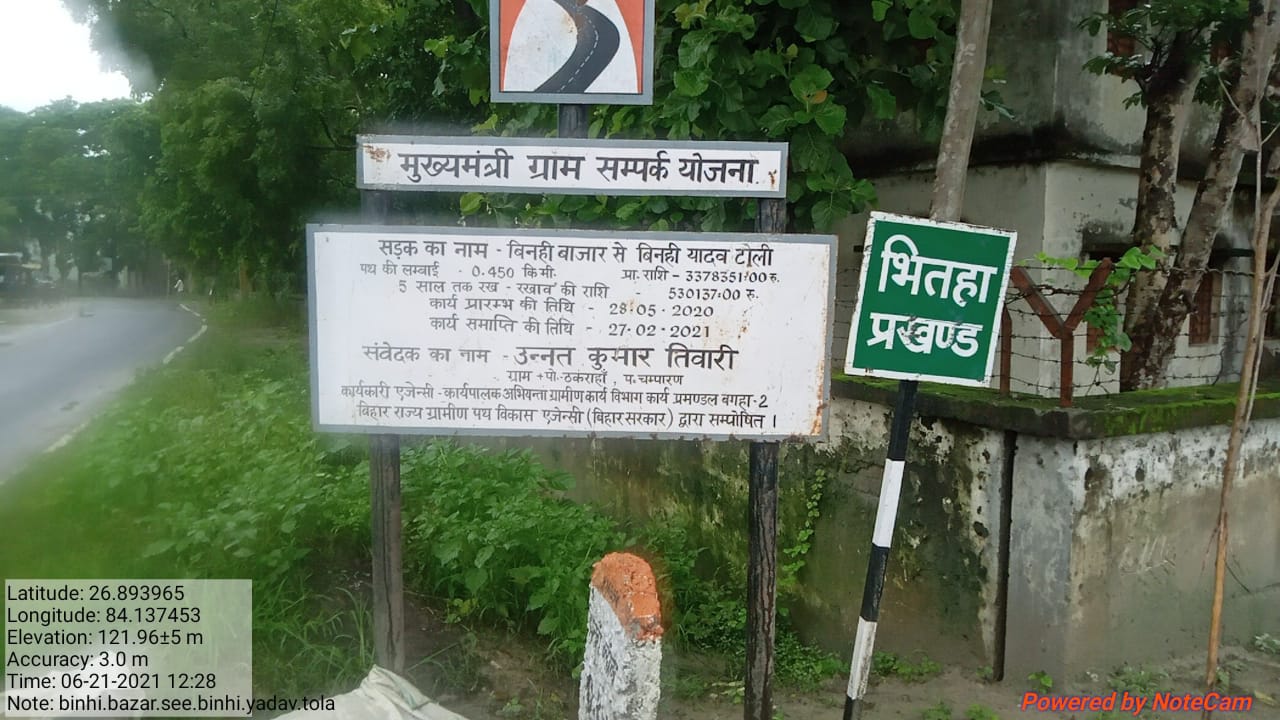 मुख्यमंत्री ग्राम सम्पर्क योजना
सड़क का नाम - बिनही बाजार से बिनही यादव टोली
पथ की लम्बाई - 0.450 कि.मी. प्रा. राशि - 3378351:00 रु.
5 साल तक रख - रखाव की राशि - 530137:00 रु.
कार्य प्रारम्भ की तिथि - 28-05-2020
कार्य समाप्ति की तिथि - 27-02-2021
संवेदक का नाम - उन्नत कुमार तिवारी
ग्राम + पो. ठकराहाँ, प. चम्पारण
कार्यकारी एजेन्सी - कार्यपालक अभियन्ता ग्रामीण कार्य विभाग कार्य प्रमण्डल बगहा-2
बिहार राज्य ग्रामीण पथ विकास एजेन्सी (बिहार सरकार) द्वारा सम्पोषित ।
भितहा
प्रखण्ड
Latitude: 26.893965
Longitude: 84.137453
Elevation: 121.96±5 m
Accuracy: 3.0 m
Time: 06-21-2021 12:28
Note: binhi.bazar.see.binhi.yadav.tola
Powered by NoteCam